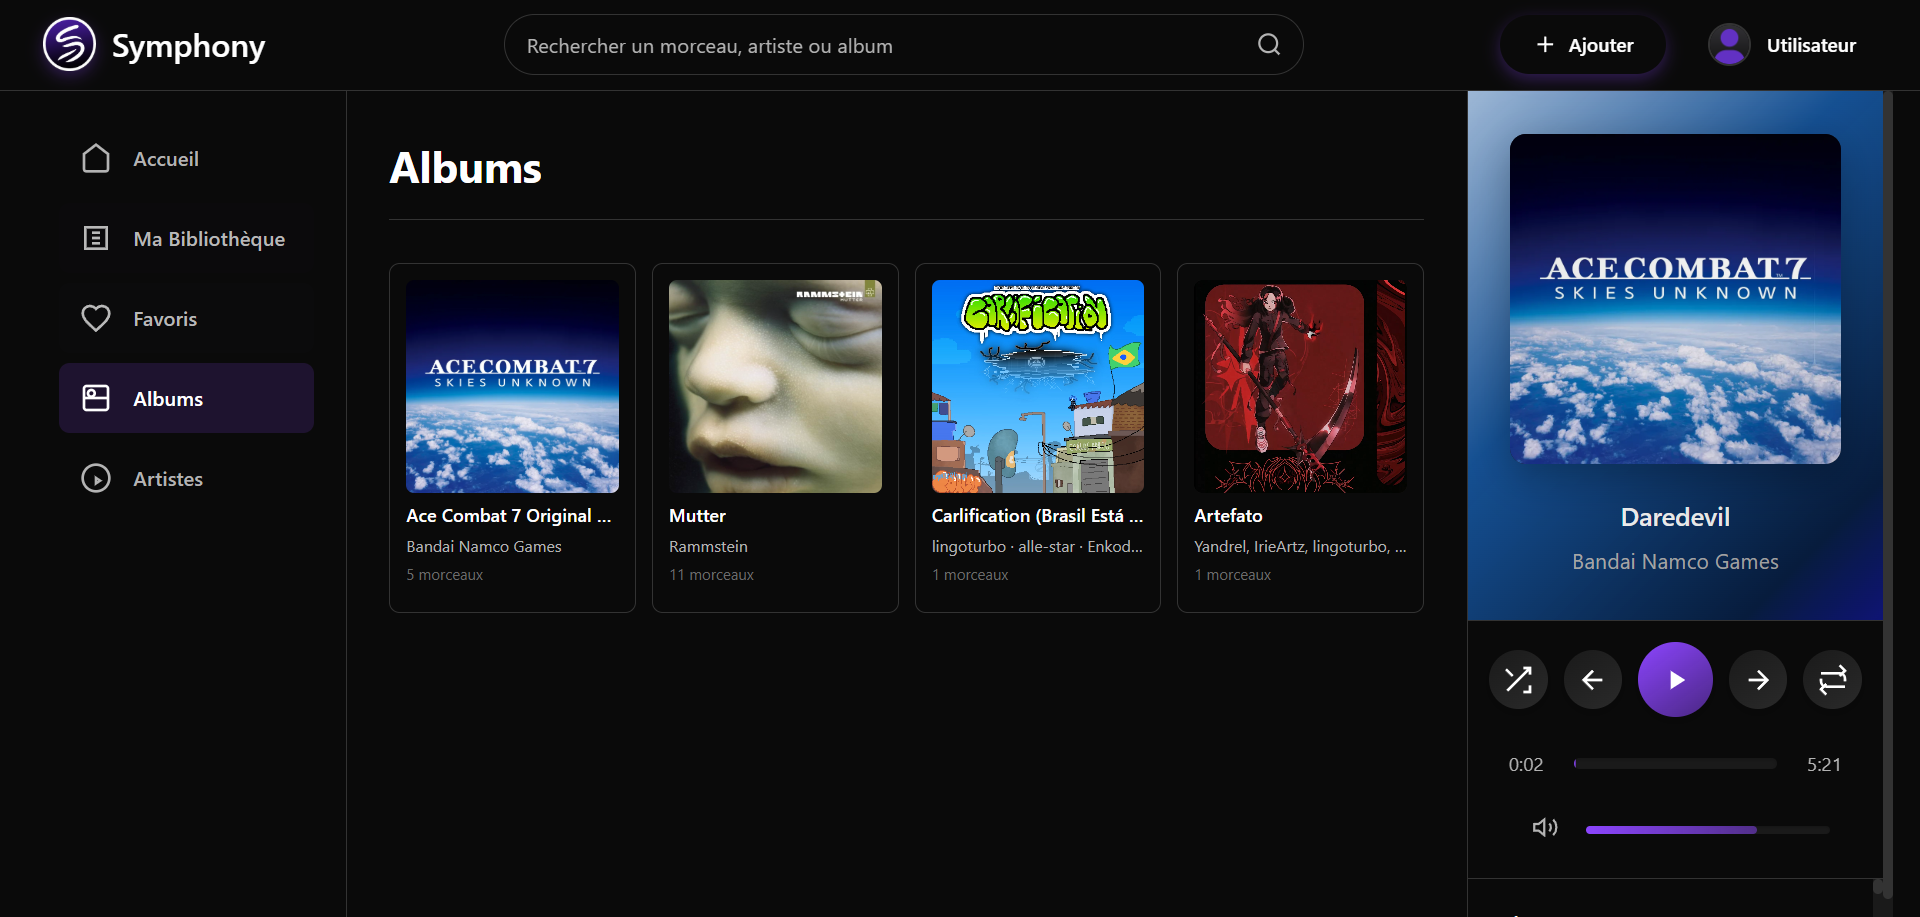 Symphony
Rechercher un morceau, artiste ou album
Ajouter
Utilisateur
Accueil
Ma Bibliothèque
Favoris
Albums
Artistes
Albums
ACE COMBAT 7
SKIES UNKNOWN
Ace Combat 7 Original ...
Bandai Namco Games
5 morceaux
RAMMSTEIN
MUTTER
Mutter
Rammstein
11 morceaux
CARLIFICATION
Carlification (Brasil Está ...
lingoturbo · alle-star · Enkod...
1 morceaux
Artefato
Yandrel, IrieArtz, lingoturbo, ...
1 morceaux
ACE COMBAT 7
SKIES UNKNOWN
Daredevil
Bandai Namco Games
0:02
5:21